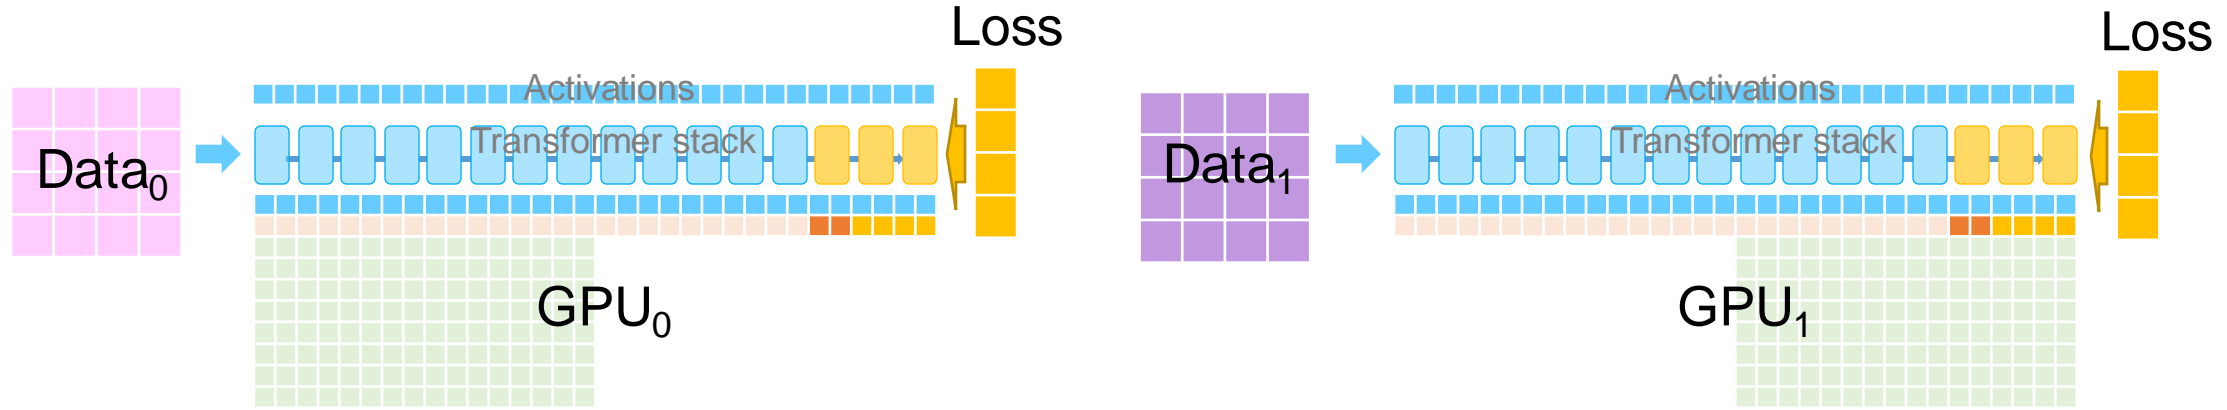 Loss
Activations
Transformer stack
Data0
GPU0
Loss
Activations
Transformer stack
Data1
GPU1